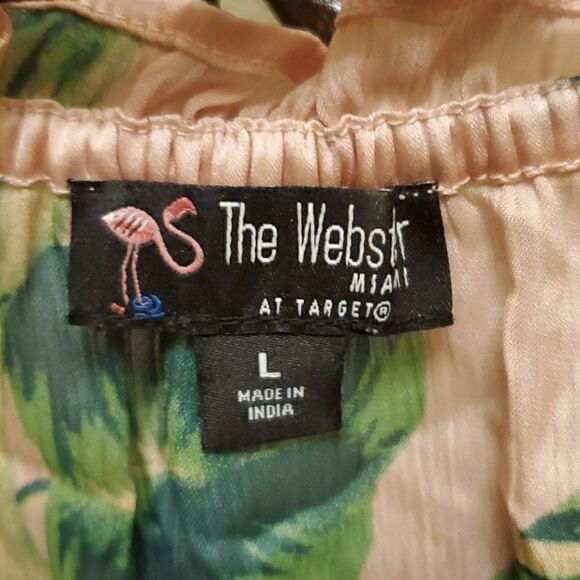 The Webster
MIAMI
AT TARGET®
L
MADE IN
INDIA